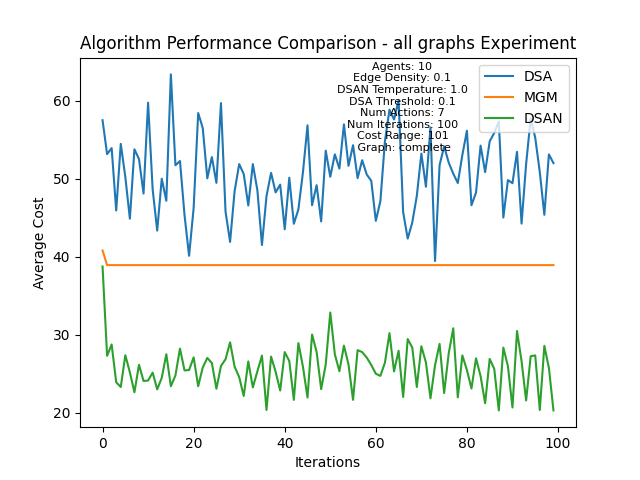 Algorithm Performance Comparison - all graphs Experiment
Agents: 10
Edge Density: 0.1
DSAN Temperature: 1.0
DSA Threshold: 0.1
Num Actions: 7
Num Iterations: 100
Cost Range: 101
Graph: complete
DSA
MGM
DSAN
Average Cost
60
50
40
30
20
0
20
40
60
80
100
Iterations